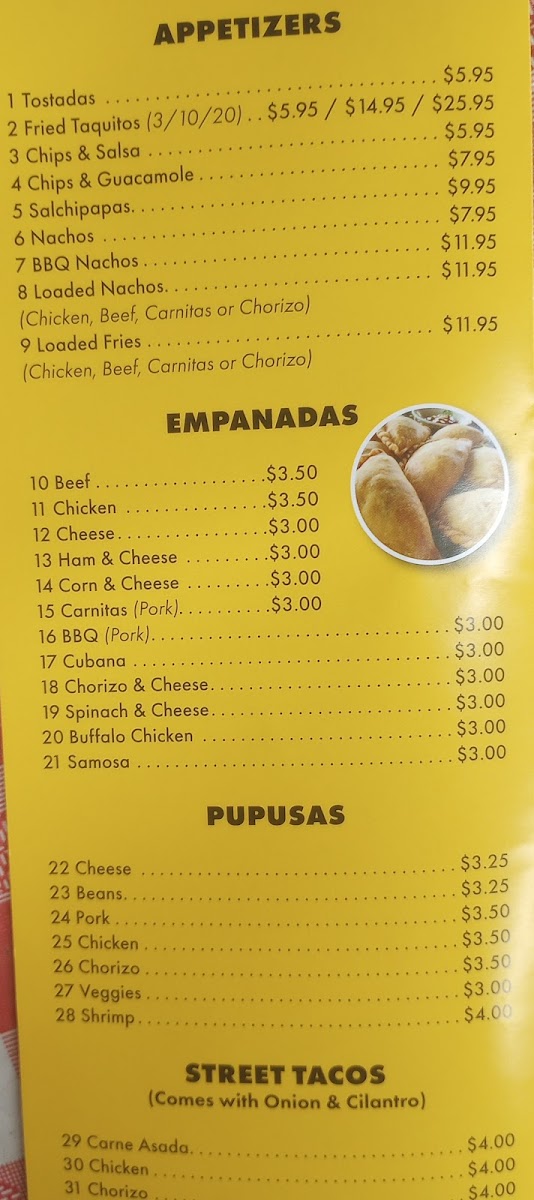 APPETIZERS
1 Tostadas ................................ $5.95
2 Fried Taquitos (3/10/20) .. $5.95 / $14.95 / $25.95
3 Chips & Salsa ............................ $5.95
4 Chips & Guacamole ....................... $7.95
5 Salchipapas. ............................. $9.95
6 Nachos ................................ $7.95
7 BBQ Nachos ............................ $11.95
8 Loaded Nachos. ......................... $11.95
(Chicken, Beef, Carnitas or Chorizo)
9 Loaded Fries ........................... $11.95
(Chicken, Beef, Carnitas or Chorizo)
EMPANADAS
10 Beef .................. $3.50
11 Chicken ............... $3.50
12 Cheese ................ $3.00
13 Ham & Cheese ......... $3.00
14 Corn & Cheese ........ $3.00
15 Carnitas (Pork) .......... $3.00
16 BBQ (Pork) ............................... $3.00
17 Cubana ................................. $3.00
18 Chorizo & Cheese ......................... $3.00
19 Spinach & Cheese ......................... $3.00
20 Buffalo Chicken .......................... $3.00
21 Samosa ................................. $3.00
PUPUSAS
22 Cheese ................................. $3.25
23 Beans ................................... $3.25
24 Pork .................................... $3.50
25 Chicken ................................. $3.50
26 Chorizo ................................. $3.50
27 Veggies ................................. $3.00
28 Shrimp .................................. $4.00
STREET TACOS
(Comes with Onion & Cilantro)
29 Carne Asada ............................. $4.00
30 Chicken ................................. $4.00
31 Chorizo ................................. $4.00